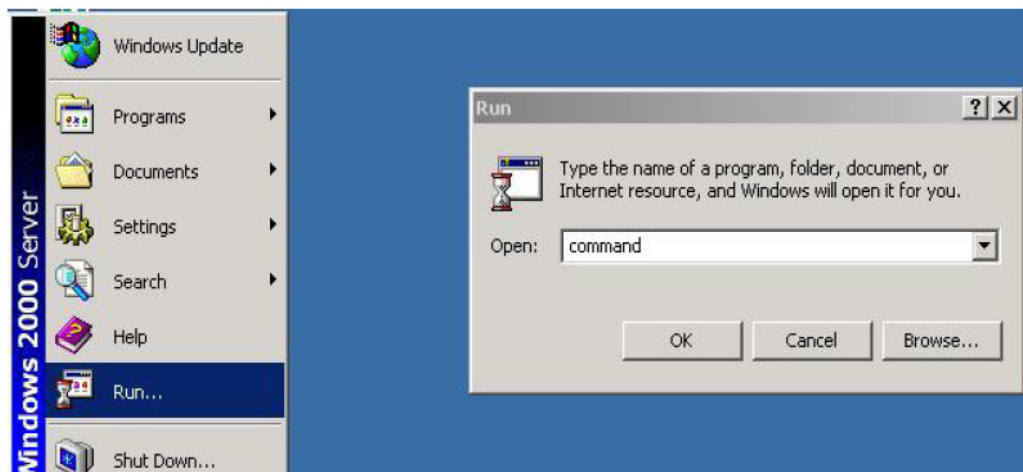 Windows 2000 Server
Windows Update
Programs
Documents
Settings
Search
Help
Run...
Shut Down...
Run
Type the name of a program, folder, document, or
Internet resource, and Windows will open it for you.
Open: command
OK Cancel Browse...